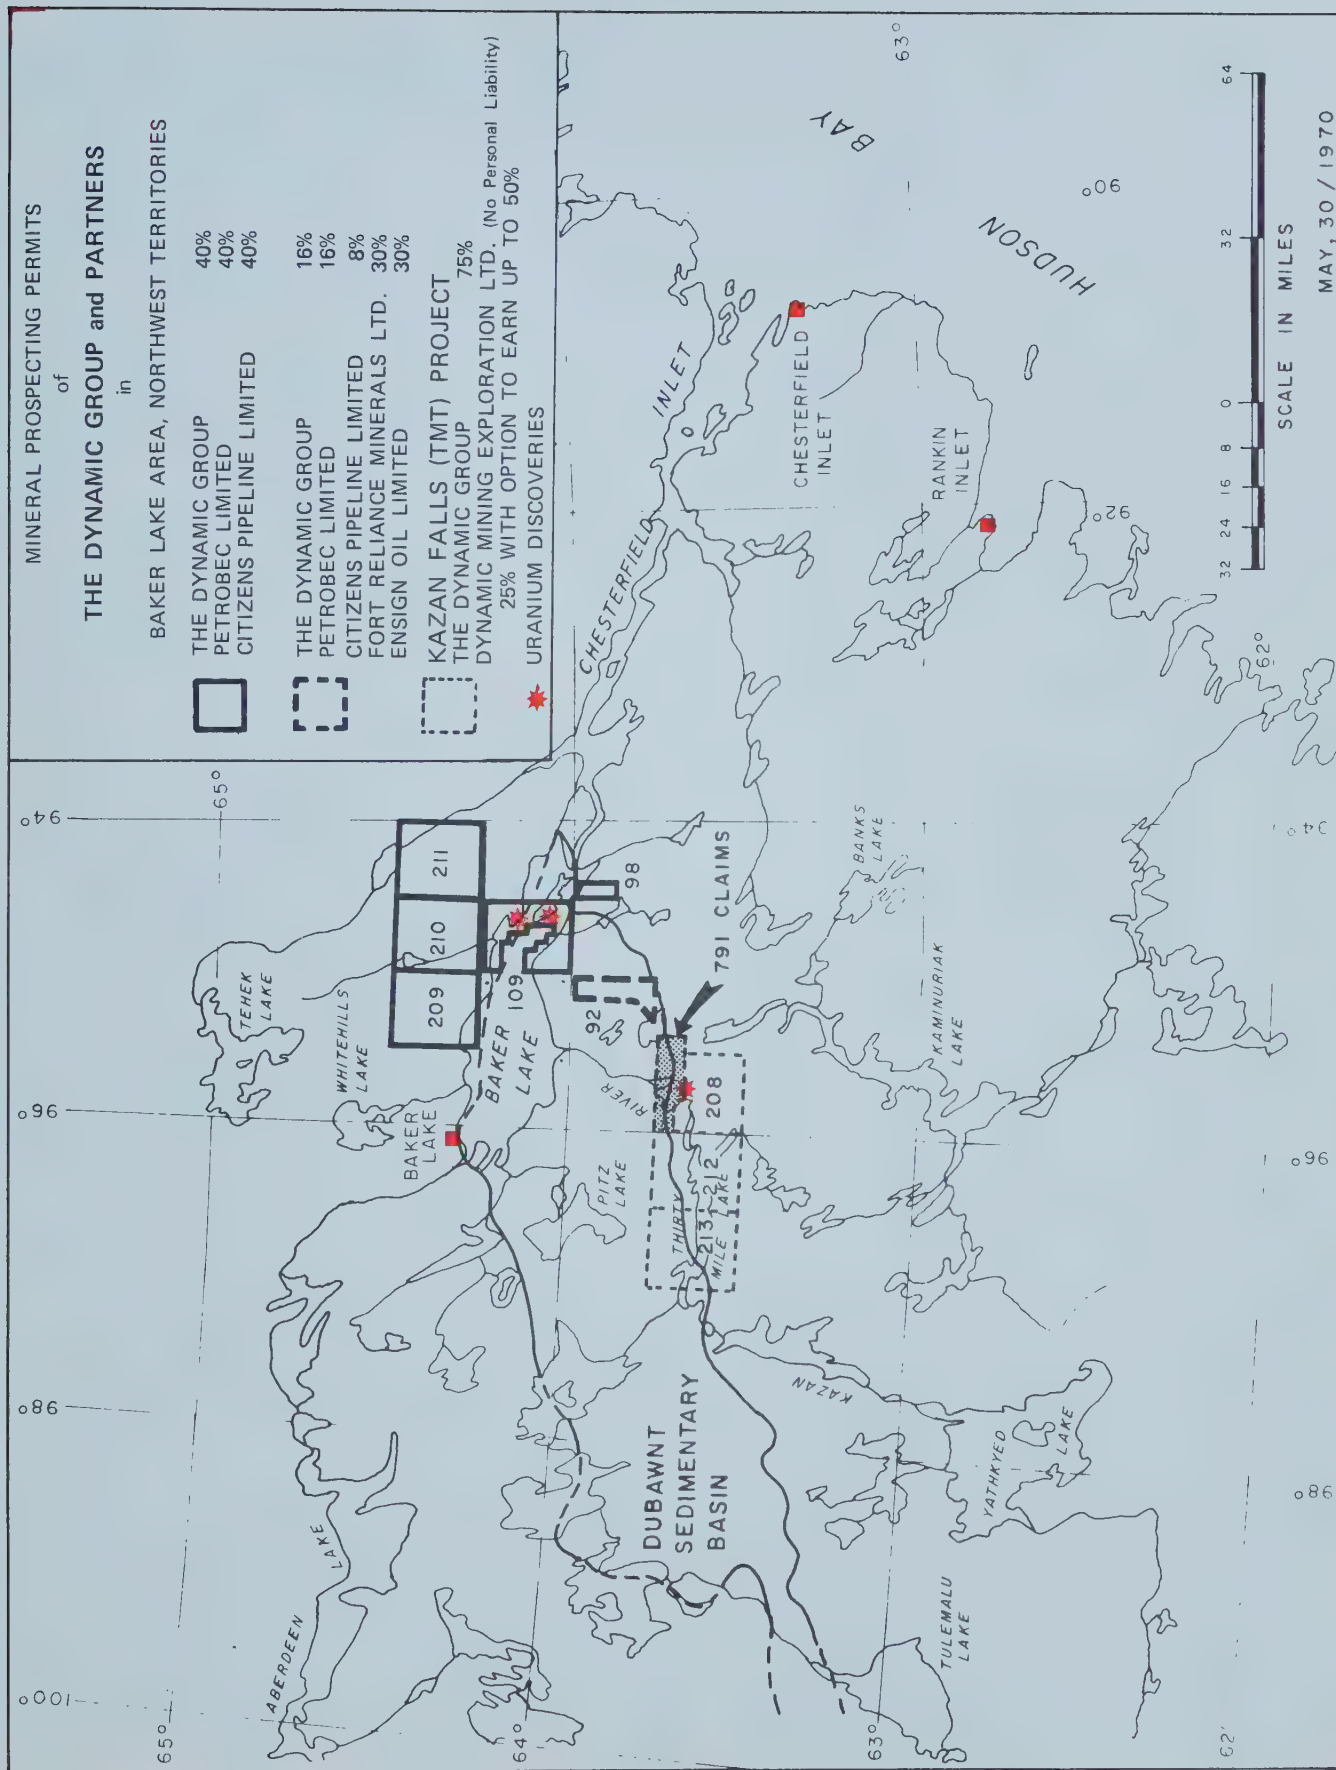 MINERAL PROSPECTING PERMITS
of
THE DYNAMIC GROUP and PARTNERS
in
BAKER LAKE AREA, NORTHWEST TERRITORIES
THE DYNAMIC GROUP 40%
PETROBEC LIMITED 40%
CITIZENS PIPELINE LIMITED 40%
THE DYNAMIC GROUP 16%
PETROBEC LIMITED 16%
CITIZENS PIPELINE LIMITED 8%
FORT RELIANCE MINERALS LTD. 30%
ENSIGN OIL LIMITED 30%
KAZAN FALLS (TMT) PROJECT
THE DYNAMIC GROUP 75%
DYNAMIC MINING EXPLORATION LTD. (No Personal Liability)
25% WITH OPTION TO EARN UP TO 50%
URANIUM DISCOVERIES
100°
98°
96°
94°
65°
65°
ABERDEEN
LAKE
TEHEK
LAKE
WHITEHILLS
LAKE
BAKER
LAKE
209
210
211
109
BAKER
LAKE
92
98
64°
PITZ
LAKE
RIVER
791 CLAIMS
208
212
213
THIRTY
MILE LAKE
DUBAWNT
SEDIMENTARY
BASIN
KAZAN
CHESTERFIELD
INLET
CHESTERFIELD
INLET
RANKIN
INLET
HUDSON
BAY
BANKS
LAKE
KAMINURIAK
LAKE
YATHKYED
LAKE
TULEMALU
LAKE
63°
63°
62°
62'
98°
96°
94°
92°
90°
32 24 16 8 0 32 64
SCALE IN MILES
MAY, 30 / 1970